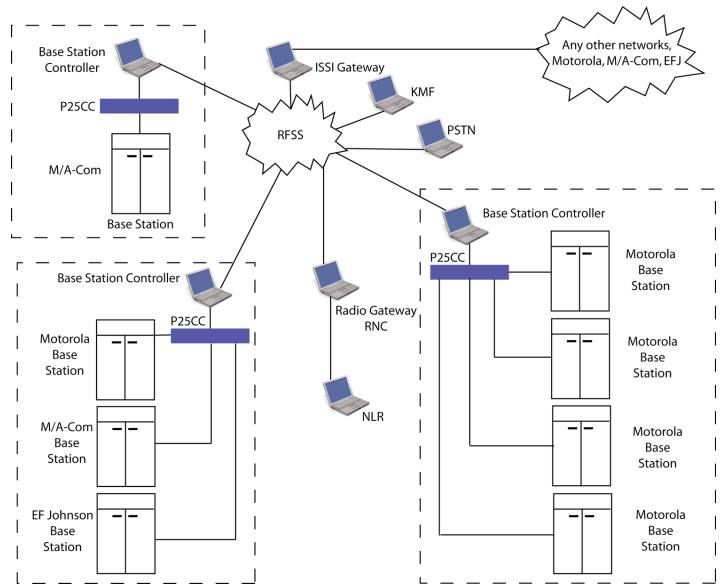 Base Station
Controller
P25CC
M/A-Com
Base Station
ISSI Gateway
Any other networks,
Motorola, M/A-Com, EFJ
KMF
PSTN
RFSS
Base Station Controller
P25CC
Motorola
Base
Station
M/A-Com
Base
Station
EF Johnson
Base
Station
Radio Gateway
RNC
NLR
Base Station Controller
P25CC
Motorola
Base
Station
Motorola
Base
Station
Motorola
Base
Station
Motorola
Base
Station